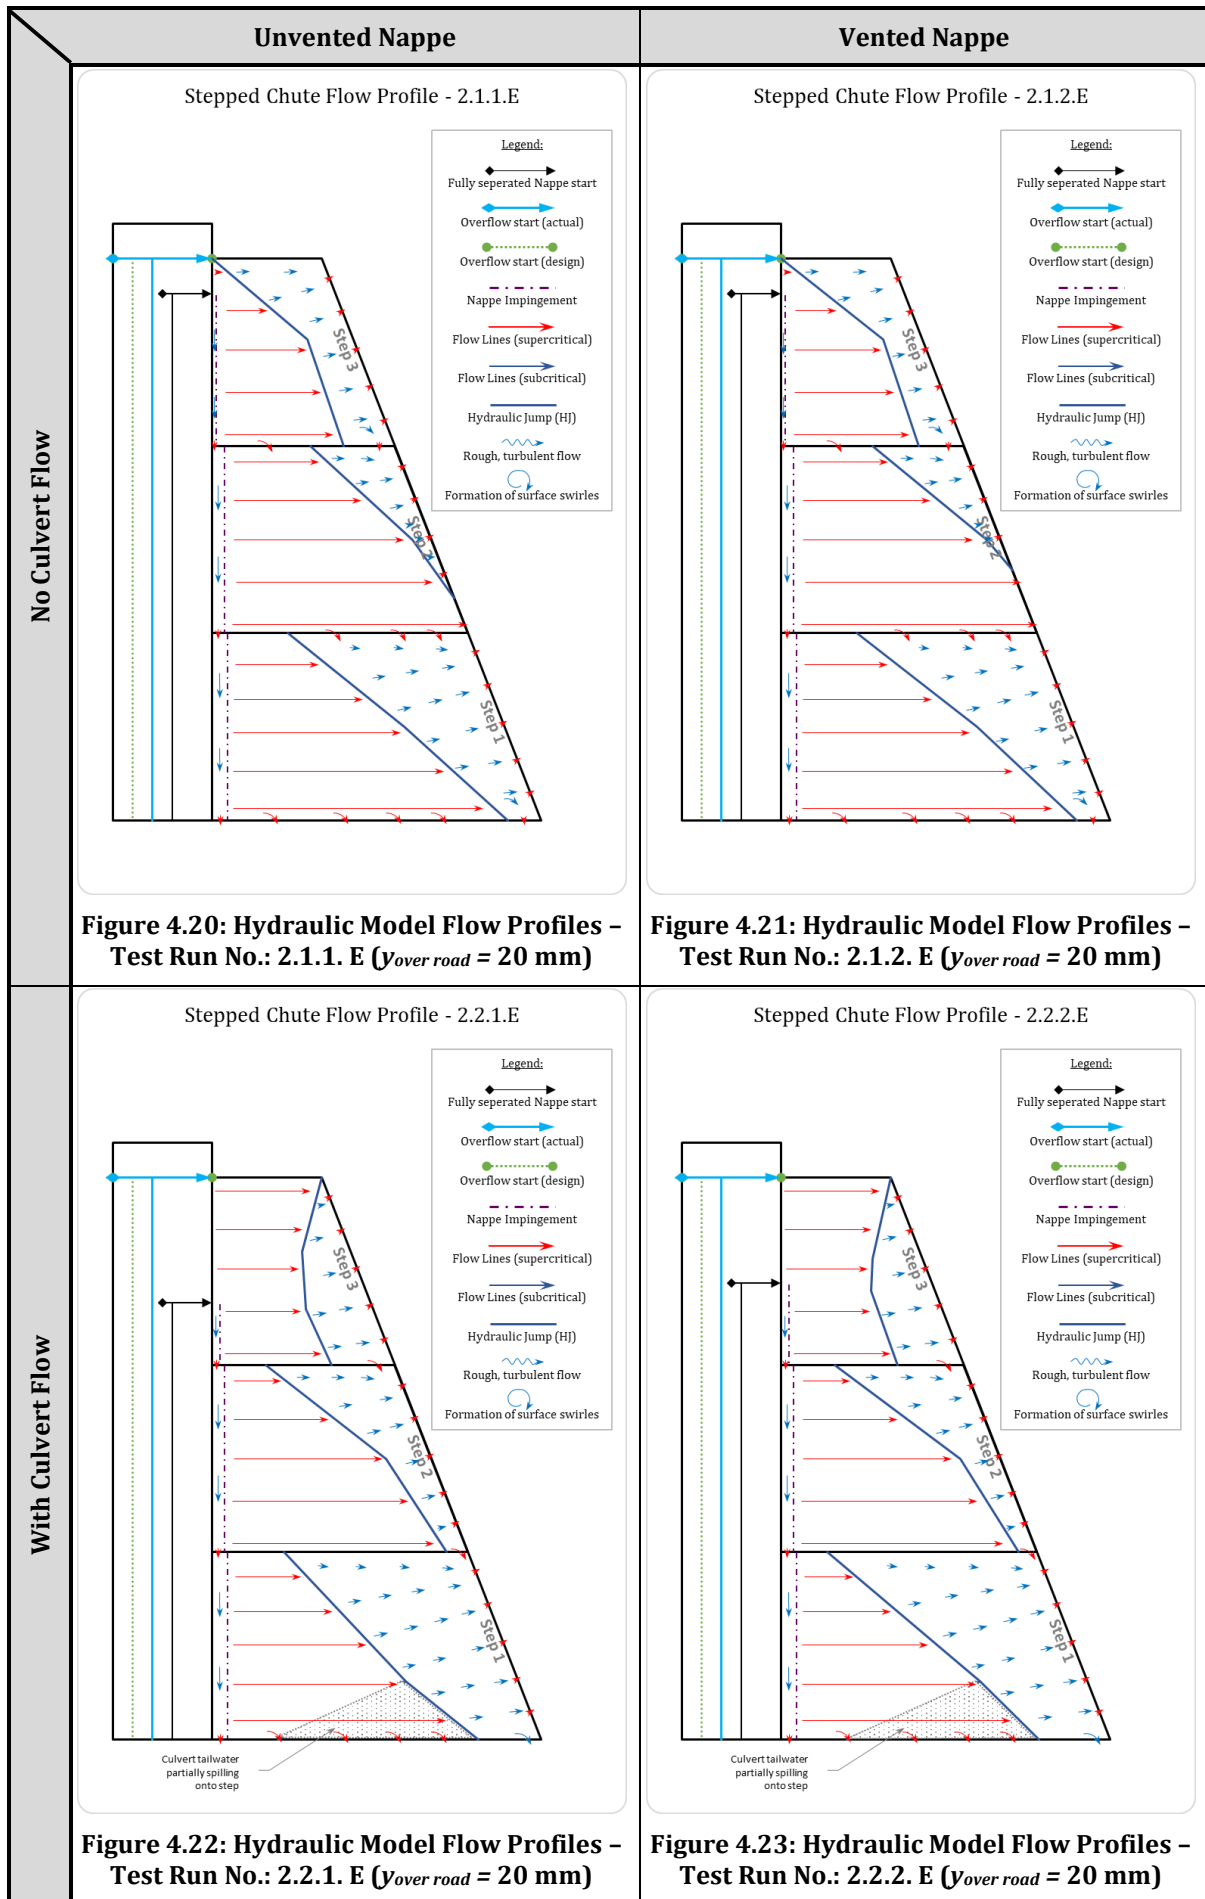 Unvented Nappe
Vented Nappe
No Culvert Flow
Stepped Chute Flow Profile - 2.1.1.E
Legend:
Fully seperated Nappe start
Overflow start (actual)
Overflow start (design)
Nappe Impingement
Flow Lines (supercritical)
Flow Lines (subcritical)
Hydraulic Jump (HJ)
Rough, turbulent flow
Formation of surface swirles
Step 3
Step 2
Step 1
Figure 4.20: Hydraulic Model Flow Profiles –
Test Run No.: 2.1.1. E (yover road = 20 mm)
Stepped Chute Flow Profile - 2.1.2.E
Legend:
Fully seperated Nappe start
Overflow start (actual)
Overflow start (design)
Nappe Impingement
Flow Lines (supercritical)
Flow Lines (subcritical)
Hydraulic Jump (HJ)
Rough, turbulent flow
Formation of surface swirles
Step 3
Step 2
Step 1
Figure 4.21: Hydraulic Model Flow Profiles –
Test Run No.: 2.1.2. E (yover road = 20 mm)
With Culvert Flow
Stepped Chute Flow Profile - 2.2.1.E
Legend:
Fully seperated Nappe start
Overflow start (actual)
Overflow start (design)
Nappe Impingement
Flow Lines (supercritical)
Flow Lines (subcritical)
Hydraulic Jump (HJ)
Rough, turbulent flow
Formation of surface swirles
Step 3
Step 2
Step 1
Culvert tailwater
partially spilling
onto step
Figure 4.22: Hydraulic Model Flow Profiles –
Test Run No.: 2.2.1. E (yover road = 20 mm)
Stepped Chute Flow Profile - 2.2.2.E
Legend:
Fully seperated Nappe start
Overflow start (actual)
Overflow start (design)
Nappe Impingement
Flow Lines (supercritical)
Flow Lines (subcritical)
Hydraulic Jump (HJ)
Rough, turbulent flow
Formation of surface swirles
Step 3
Step 2
Step 1
Culvert tailwater
partially spilling
onto step
Figure 4.23: Hydraulic Model Flow Profiles –
Test Run No.: 2.2.2. E (yover road = 20 mm)